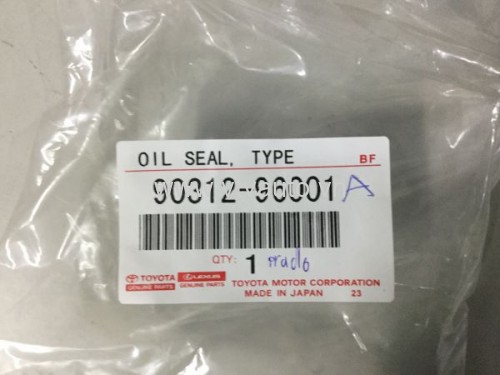 OIL SEAL, TYPE BF
90312-96001 A
QTY: 1
TOYOTA GENUINE PARTS LEXUS GENUINE PARTS
TOYOTA MOTOR CORPORATION
MADE IN JAPAN 23